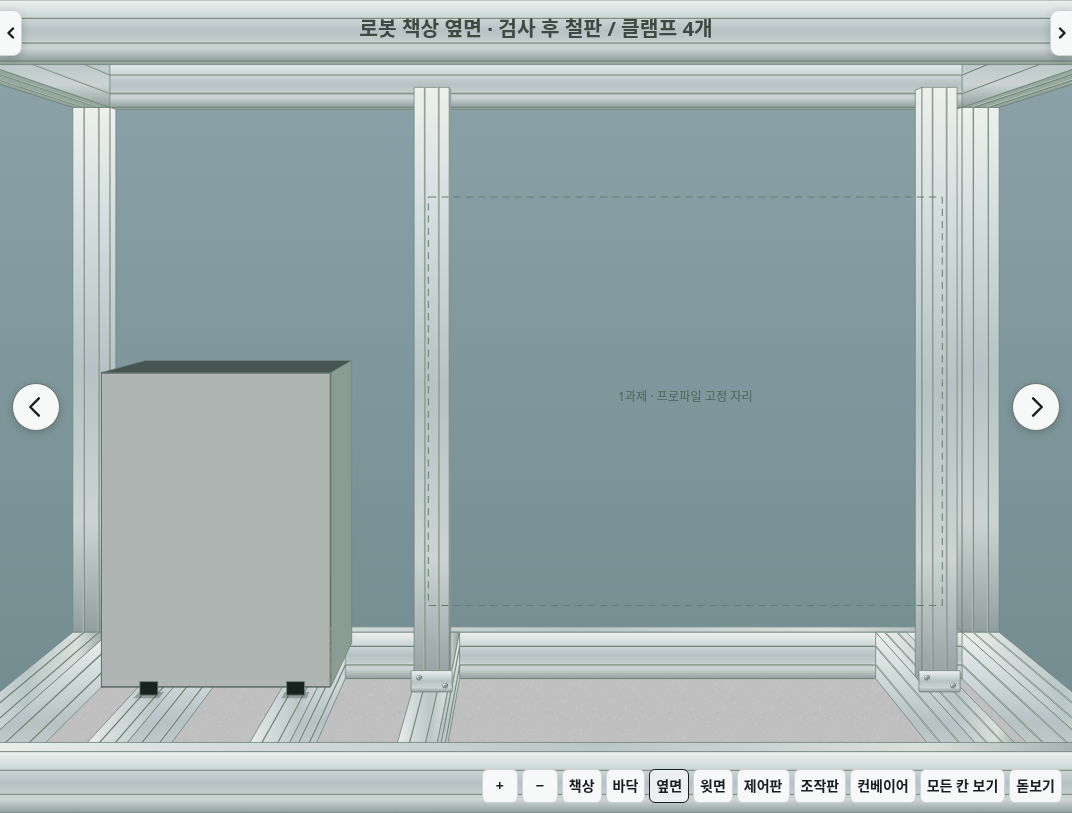 로봇 책상 옆면 · 검사 후 철판 / 클램프 4개
1과제 · 프로파일 고정 자리
+ − 책상 바닥 옆면 윗면 제어판 조작판 컨베이어 모든 칸 보기 돋보기